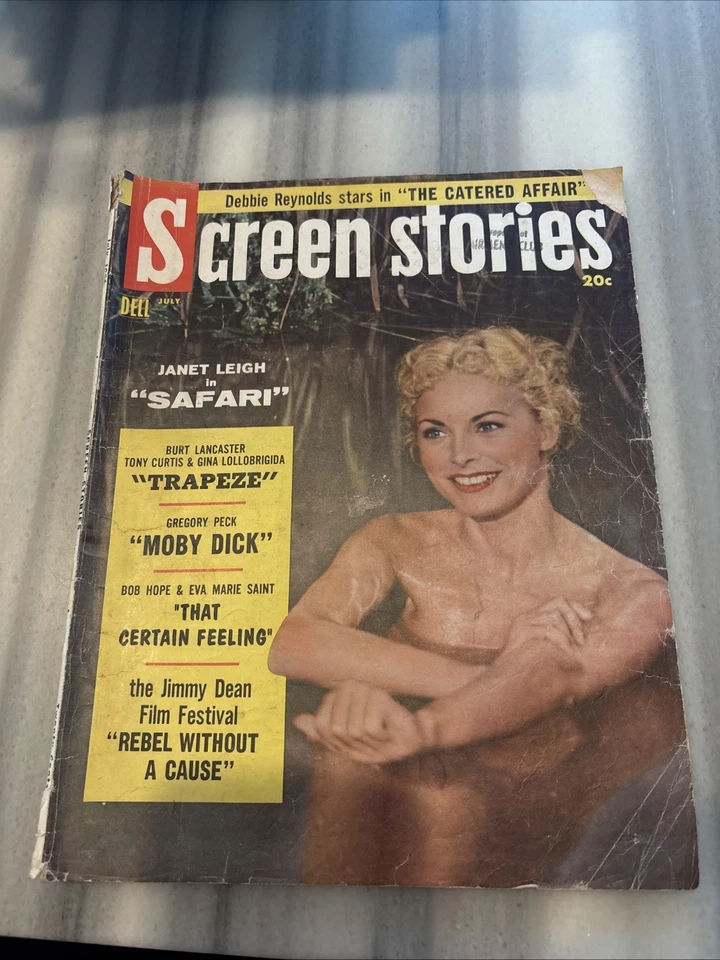 Debbie Reynolds stars in "THE CATERED AFFAIR"
Screen stories
20c
DELL JULY
JANET LEIGH
in
"SAFARI"
BURT LANCASTER
TONY CURTIS & GINA LOLLOBRIGIDA
"TRAPEZE"
GREGORY PECK
"MOBY DICK"
BOB HOPE & EVA MARIE SAINT
"THAT
CERTAIN FEELING"
the Jimmy Dean
Film Festival
"REBEL WITHOUT
A CAUSE"